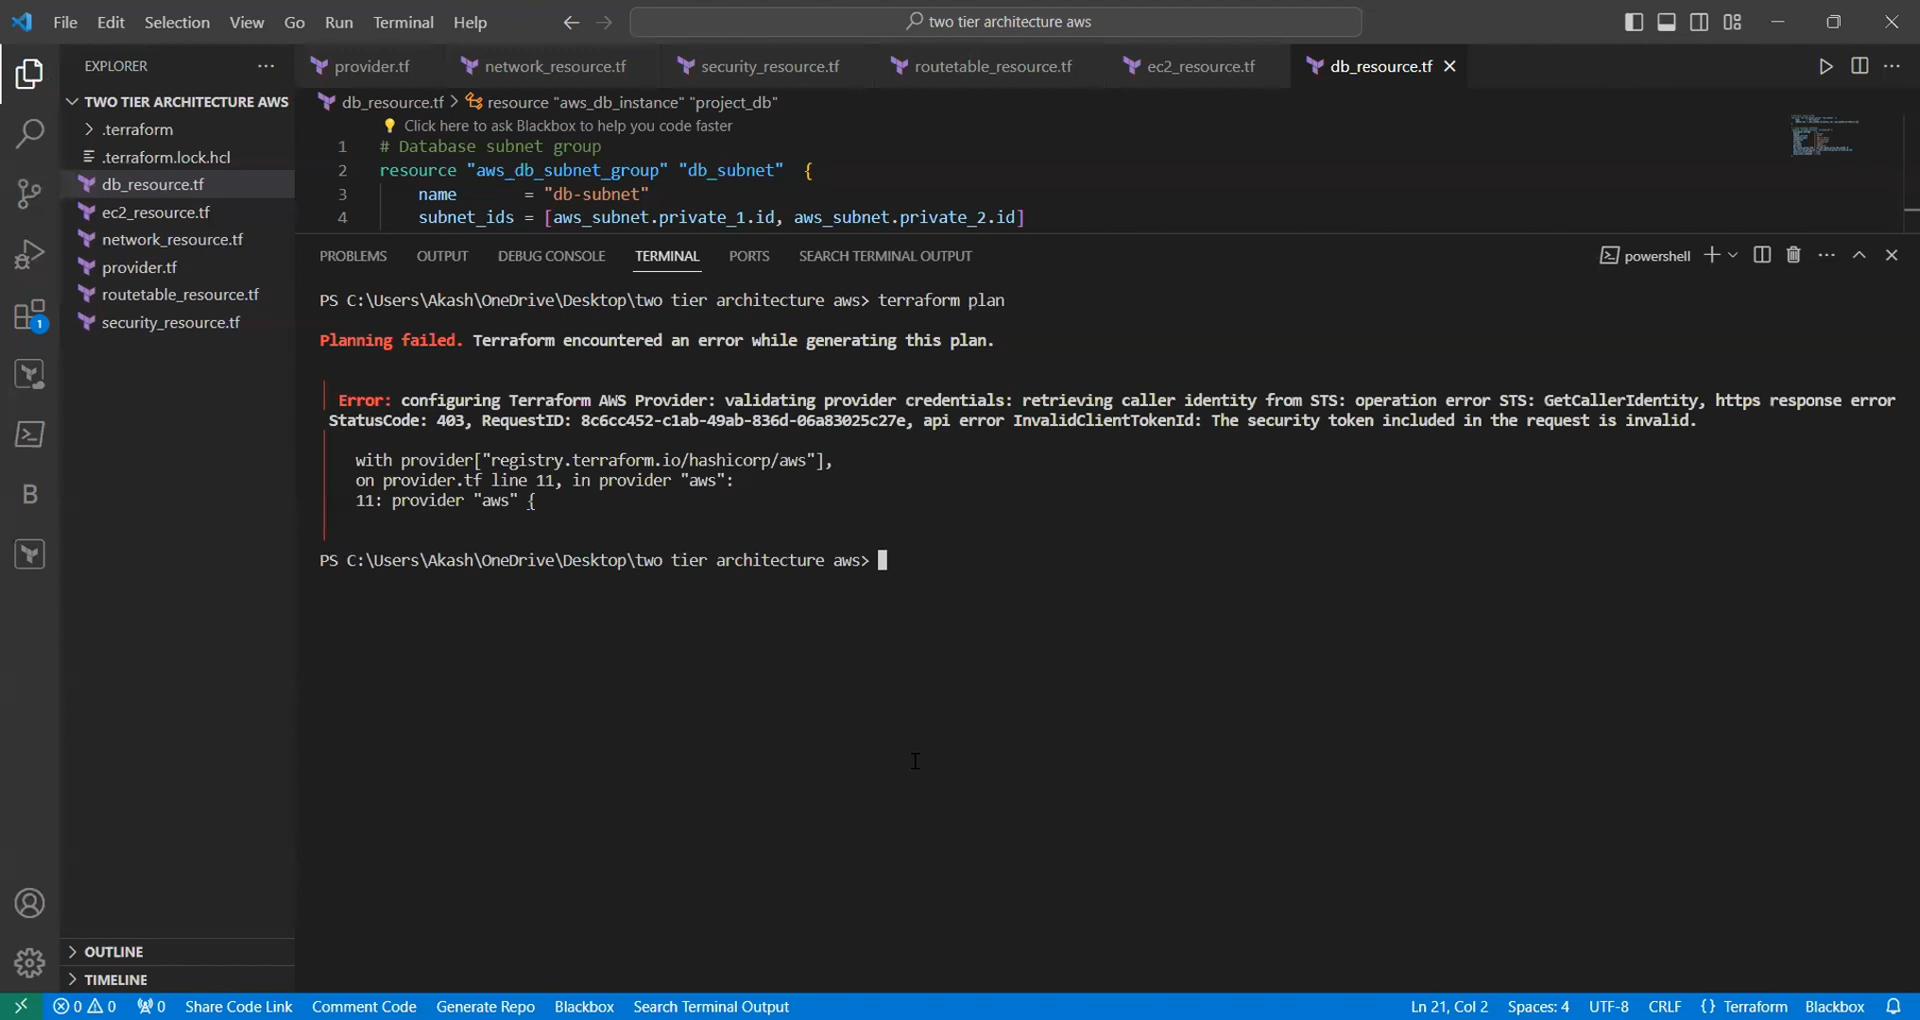 File Edit Selection View Go Run Terminal Help
two tier architecture aws
EXPLORER
TWO TIER ARCHITECTURE AWS
.terraform
.terraform.lock.hcl
db_resource.tf
ec2_resource.tf
network_resource.tf
provider.tf
routetable_resource.tf
security_resource.tf
OUTLINE
TIMELINE
provider.tf network_resource.tf security_resource.tf routetable_resource.tf ec2_resource.tf db_resource.tf
db_resource.tf > resource "aws_db_instance" "project_db"
Click here to ask Blackbox to help you code faster
1 # Database subnet group
2 resource "aws_db_subnet_group" "db_subnet" {
3 name = "db-subnet"
4 subnet_ids = [aws_subnet.private_1.id, aws_subnet.private_2.id]
PROBLEMS OUTPUT DEBUG CONSOLE TERMINAL PORTS SEARCH TERMINAL OUTPUT
powershell
PS C:\Users\Akash\OneDrive\Desktop\two tier architecture aws> terraform plan
Planning failed. Terraform encountered an error while generating this plan.
Error: configuring Terraform AWS Provider: validating provider credentials: retrieving caller identity from STS: operation error STS: GetCallerIdentity, https response error
StatusCode: 403, RequestID: 8c6cc452-c1ab-49ab-836d-06a83025c27e, api error InvalidClientTokenId: The security token included in the request is invalid.
with provider["registry.terraform.io/hashicorp/aws"],
on provider.tf line 11, in provider "aws":
11: provider "aws" {
PS C:\Users\Akash\OneDrive\Desktop\two tier architecture aws>
1
B
0 0 0 Share Code Link Comment Code Generate Repo Blackbox Search Terminal Output
Ln 21, Col 2 Spaces: 4 UTF-8 CRLF {} Terraform Blackbox